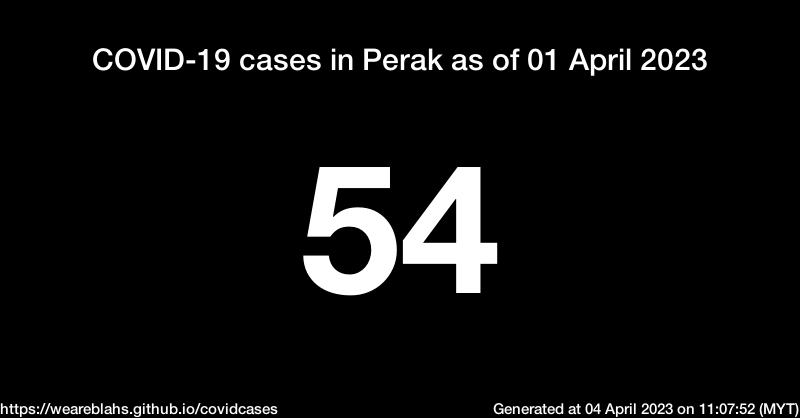 COVID-19 cases in Perak as of 01 April 2023
54
https://weareblahs.github.io/covidcases
Generated at 04 April 2023 on 11:07:52 (MYT)